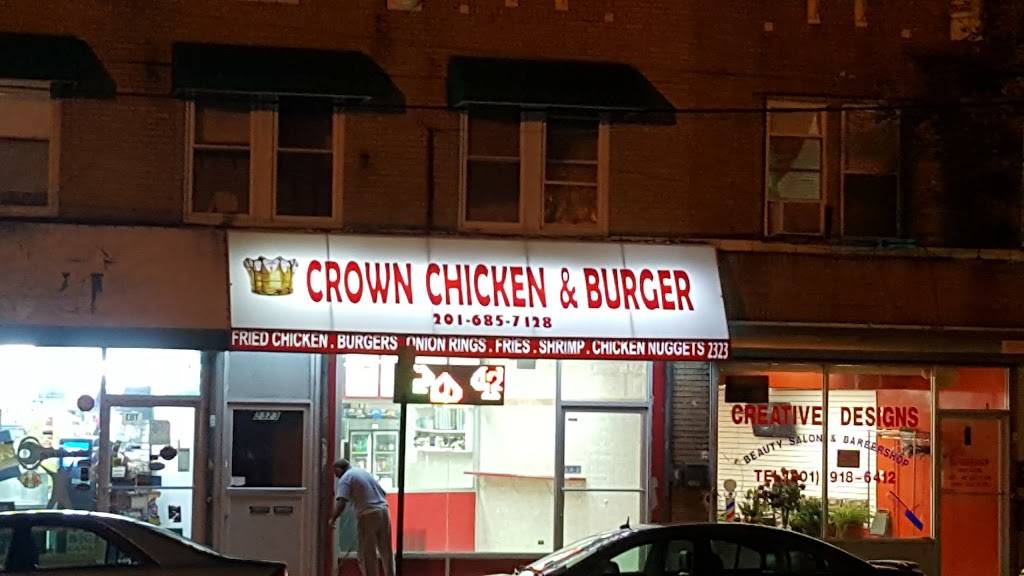 CROWN CHICKEN & BURGER
201-685-7128
FRIED CHICKEN . BURGERS ONION RINGS . FRIES . SHRIMP . CHICKEN NUGGETS 2323
2323
CREATIVE DESIGNS
BEAUTY SALON & BARBERSHOP
TEL (201) 918-6412